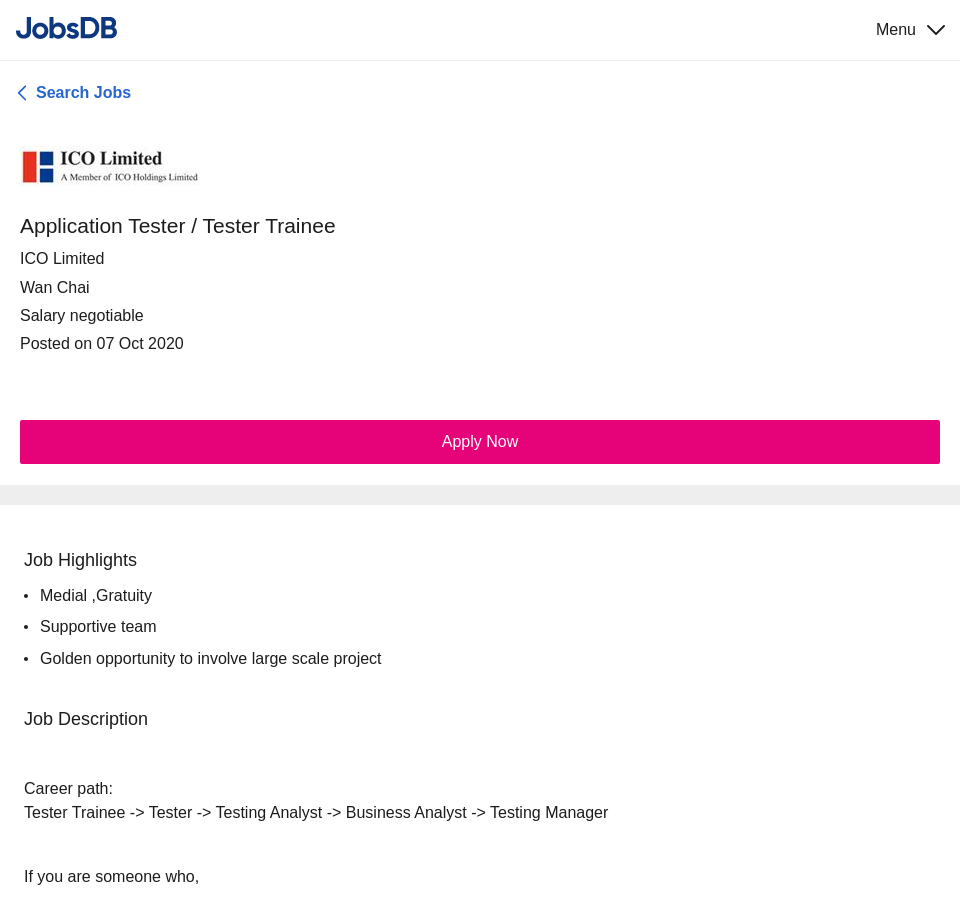 JobsDB
Menu
Search Jobs
ICO Limited
A Member of ICO Holdings Limited
Application Tester / Tester Trainee
ICO Limited
Wan Chai
Salary negotiable
Posted on 07 Oct 2020
Apply Now
Job Highlights
• Medial ,Gratuity
• Supportive team
• Golden opportunity to involve large scale project
Job Description
Career path:
Tester Trainee -> Tester -> Testing Analyst -> Business Analyst -> Testing Manager
If you are someone who,